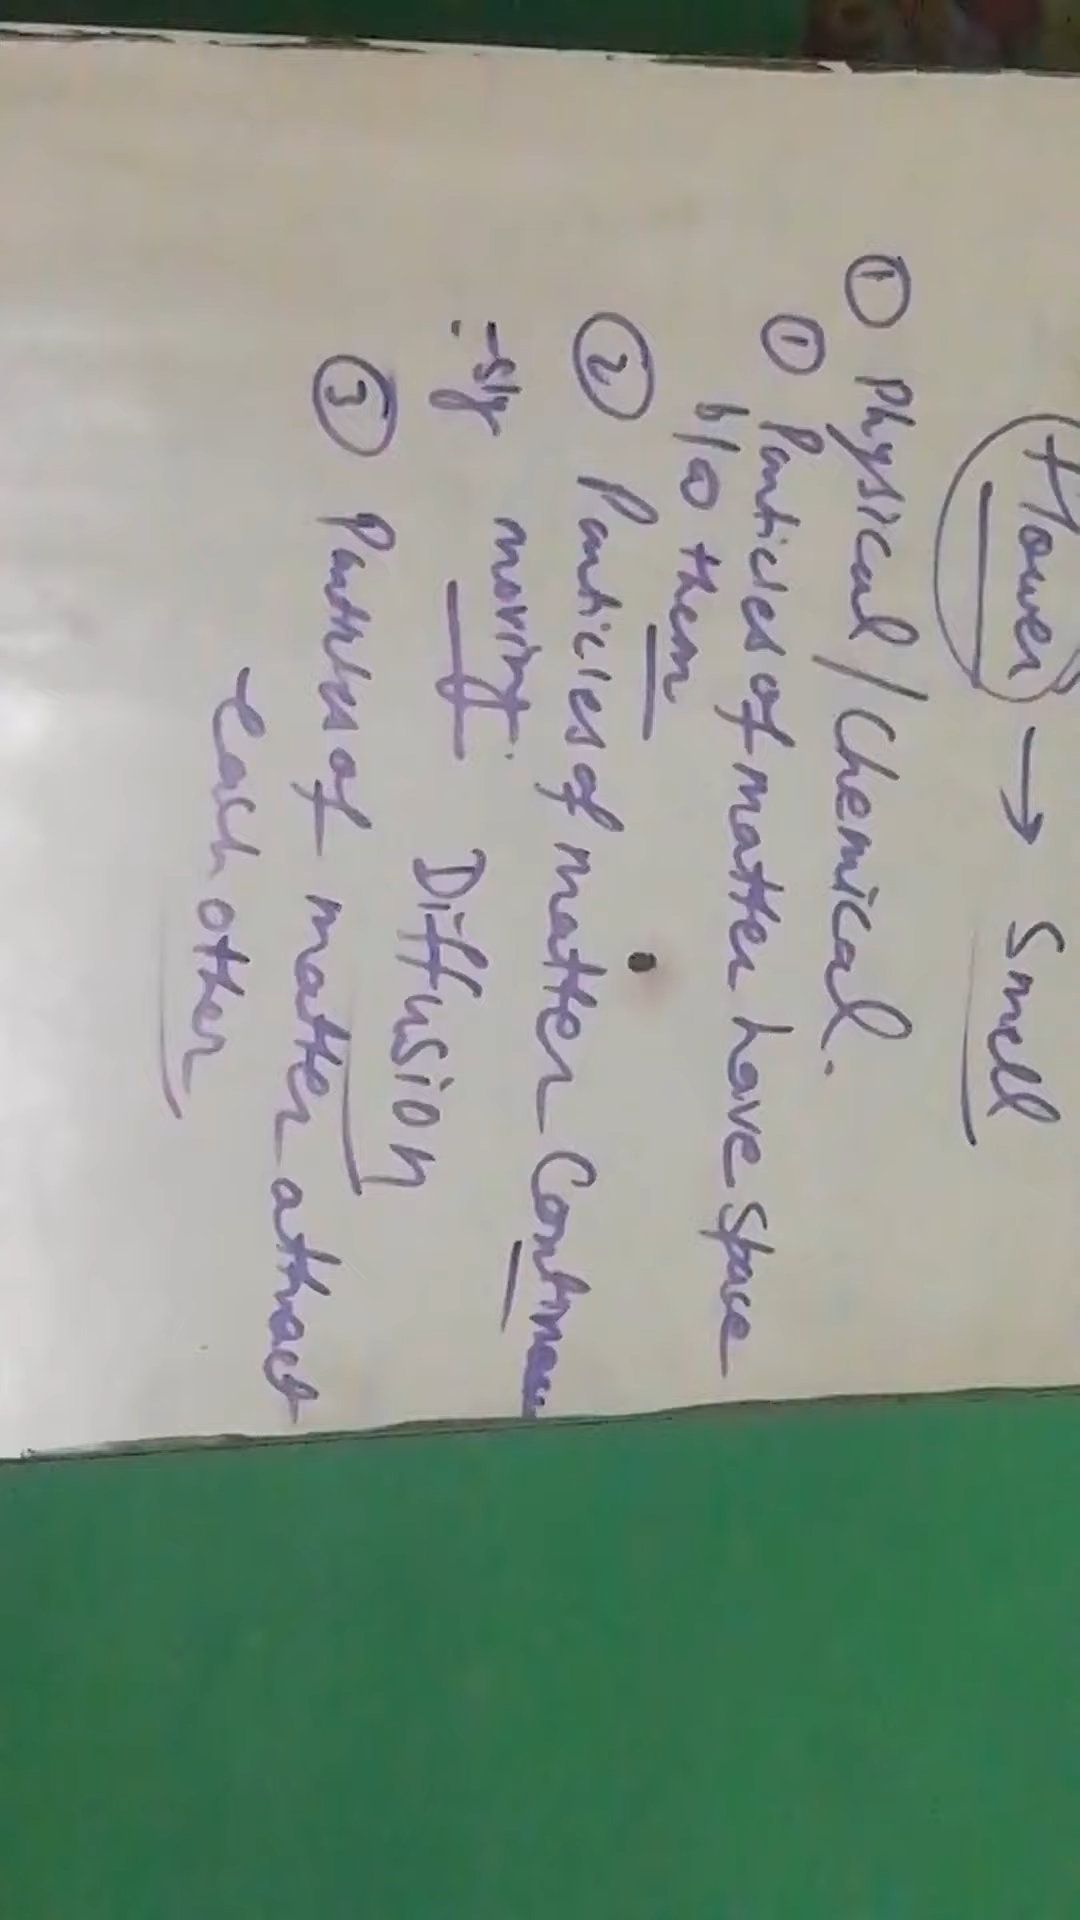 Flower → Smell
① Physical / Chemical.
① Particles of matter have space
b/o them
② Particles of matter Continuou
:-sly moving.
Diffusion
③ Particles of matter attract
each other